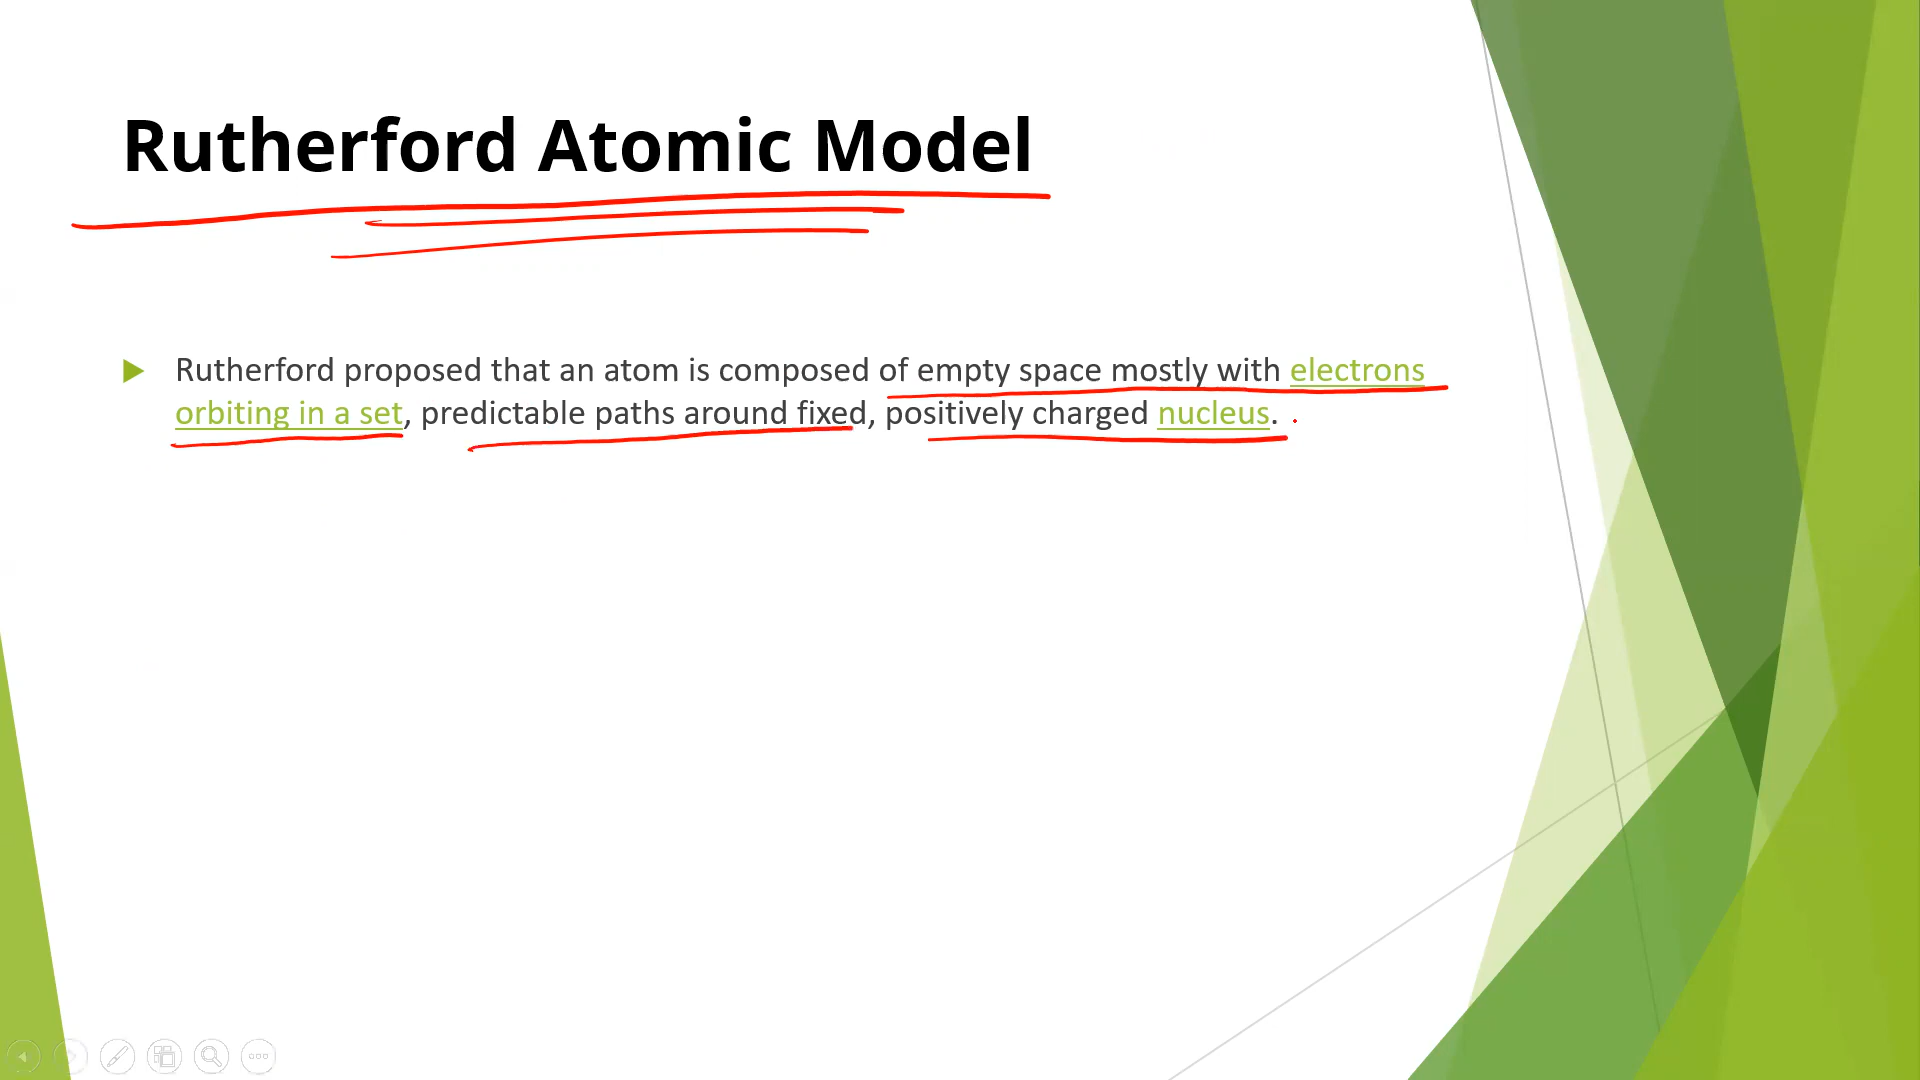 Rutherford Atomic Model
Rutherford proposed that an atom is composed of empty space mostly with electrons
orbiting in a set, predictable paths around fixed, positively charged nucleus.